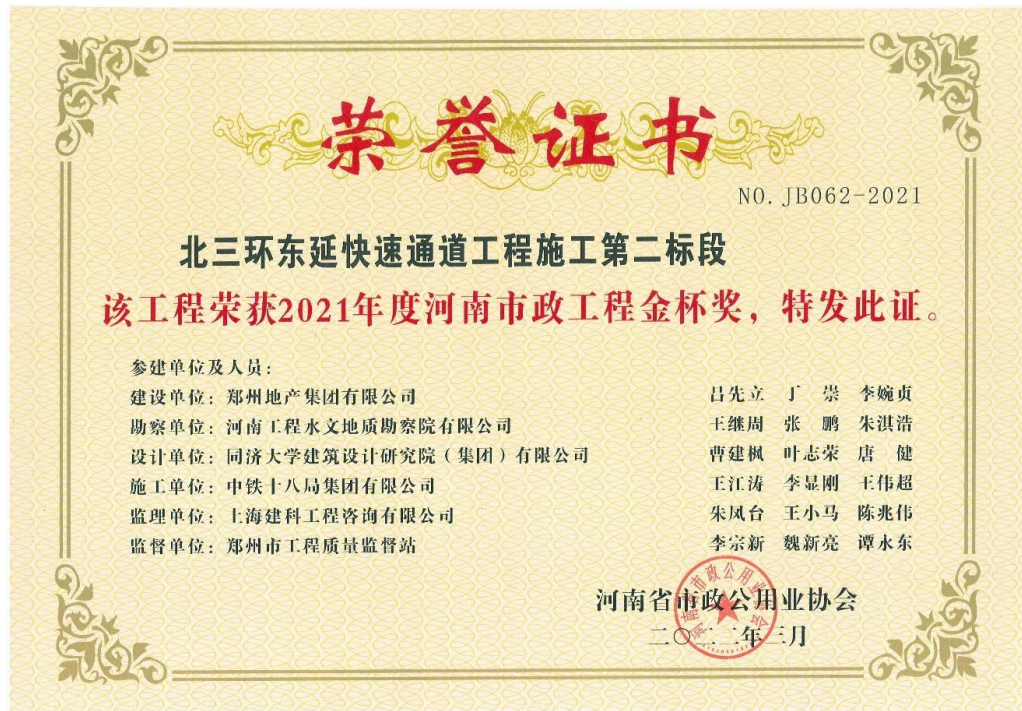 荣誉证书
NO. JB062-2021
北三环东延快速通道工程施工第二标段
该工程荣获2021年度河南市政工程金杯奖，特发此证。
参建单位及人员：
建设单位：郑州地产集团有限公司 吕先立 丁崇 李婉贞
勘察单位：河南工程水文地质勘察院有限公司 王继周 张鹏 朱淇浩
设计单位：同济大学建筑设计研究院（集团）有限公司 曹建枫 叶志荣 唐健
施工单位：中铁十八局集团有限公司 王江涛 李显刚 王伟超
监理单位：上海建科工程咨询有限公司 朱凤台 王小马 陈兆伟
监督单位：郑州市工程质量监督站 李宗新 魏新亮 谭永东
河南省市政公用业协会
二〇二二年三月
河南省市政公用业协会